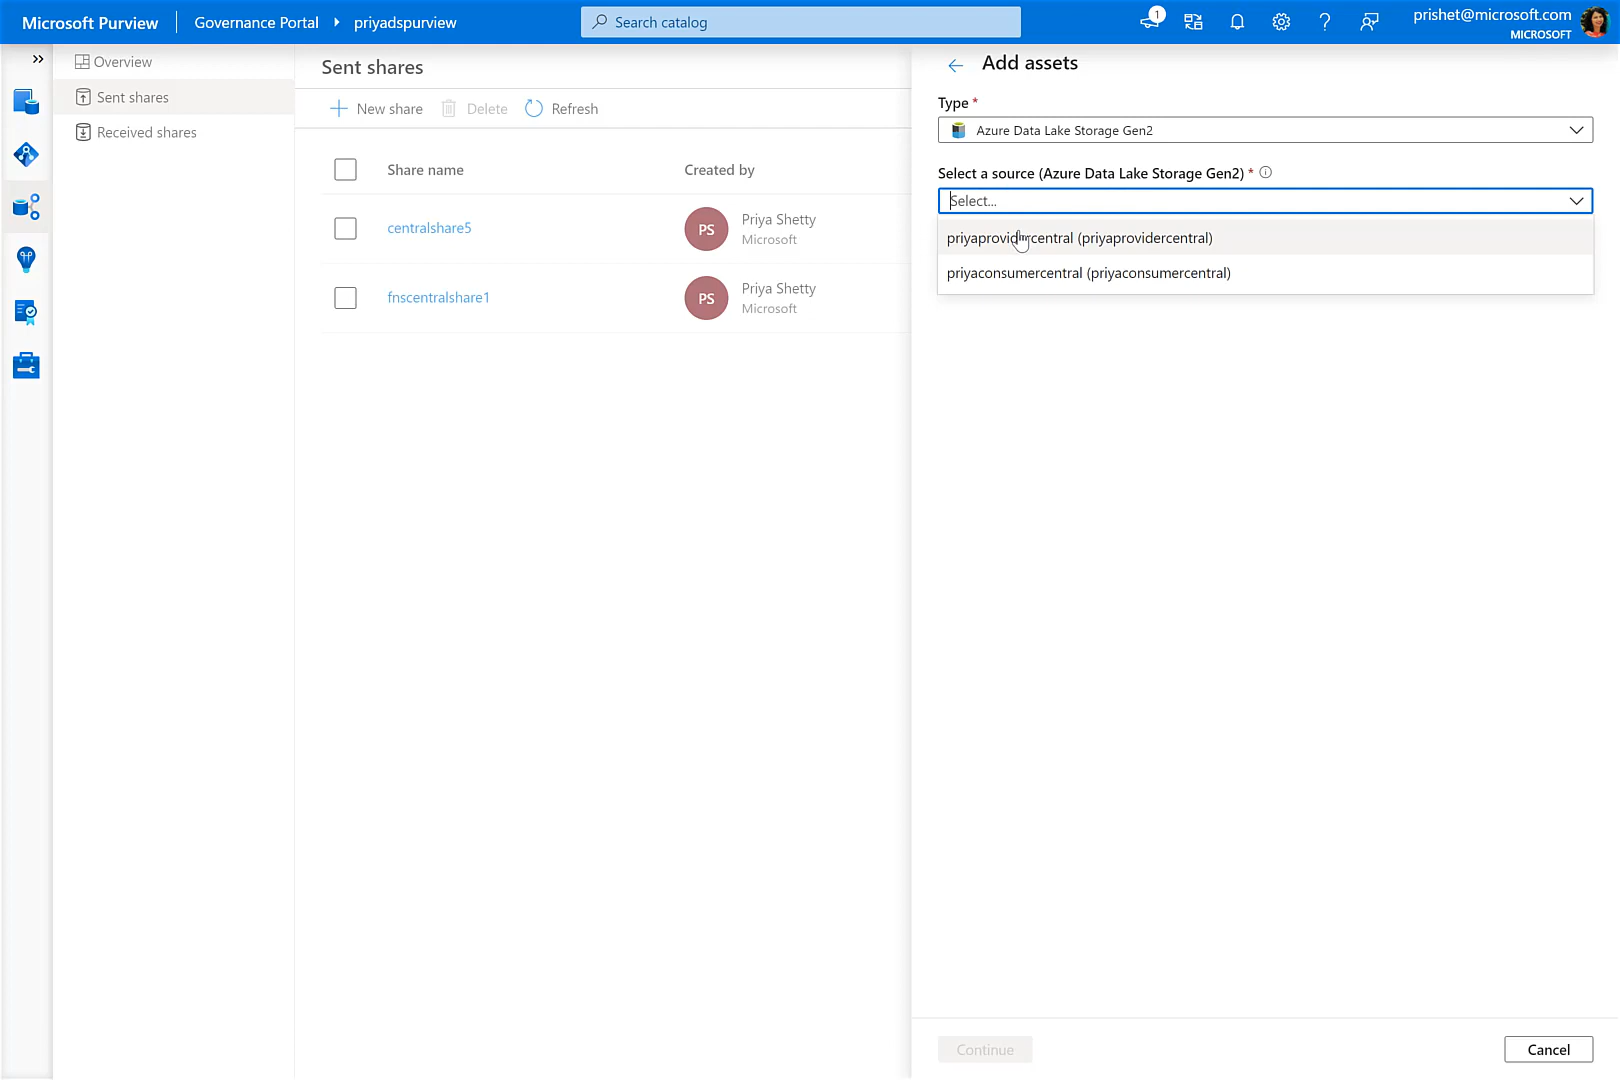 Microsoft Purview
Governance Portal
priyadspurview
Search catalog
1
prishet@microsoft.com
MICROSOFT
Overview
Sent shares
Received shares
Sent shares
New share
Delete
Refresh
Share name
Created by
centralshare5
PS
Priya Shetty
Microsoft
fnscentralshare1
PS
Priya Shetty
Microsoft
Add assets
Type *
Azure Data Lake Storage Gen2
Select a source (Azure Data Lake Storage Gen2) *
Select...
priyaprovidercentral (priyaprovidercentral)
priyaconsumercentral (priyaconsumercentral)
Continue
Cancel